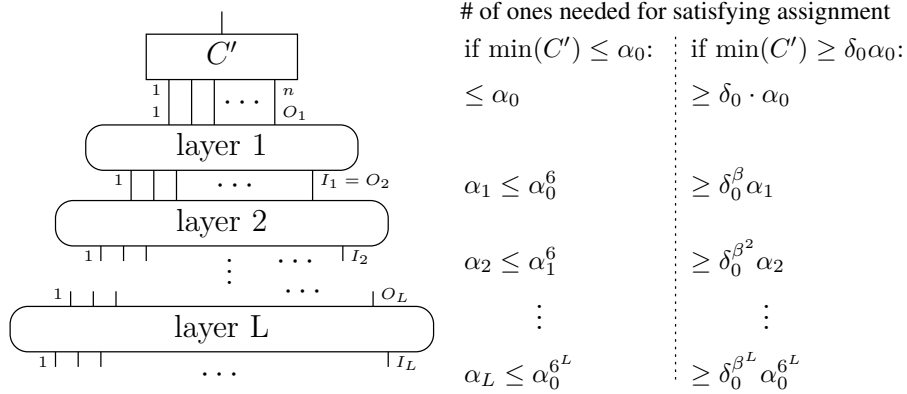 # of ones needed for satisfying assignment
C′ if min(C′) ≤ α₀: if min(C′) ≥ δ₀α₀:
1 ⋯ n
≤ α₀ ≥ δ₀ · α₀
1 O₁
layer 1
1 ⋯ I₁ = O₂ α₁ ≤ α₀⁶ ≥ δ₀^β α₁
layer 2
1 ⋮ ⋯ I₂ α₂ ≤ α₁⁶ ≥ δ₀^{β²} α₂
1 ⋯ O_L ⋮ ⋮
layer L
1 ⋯ I_L α_L ≤ α₀^{6^L} ≥ δ₀^{β^L} α₀^{6^L}